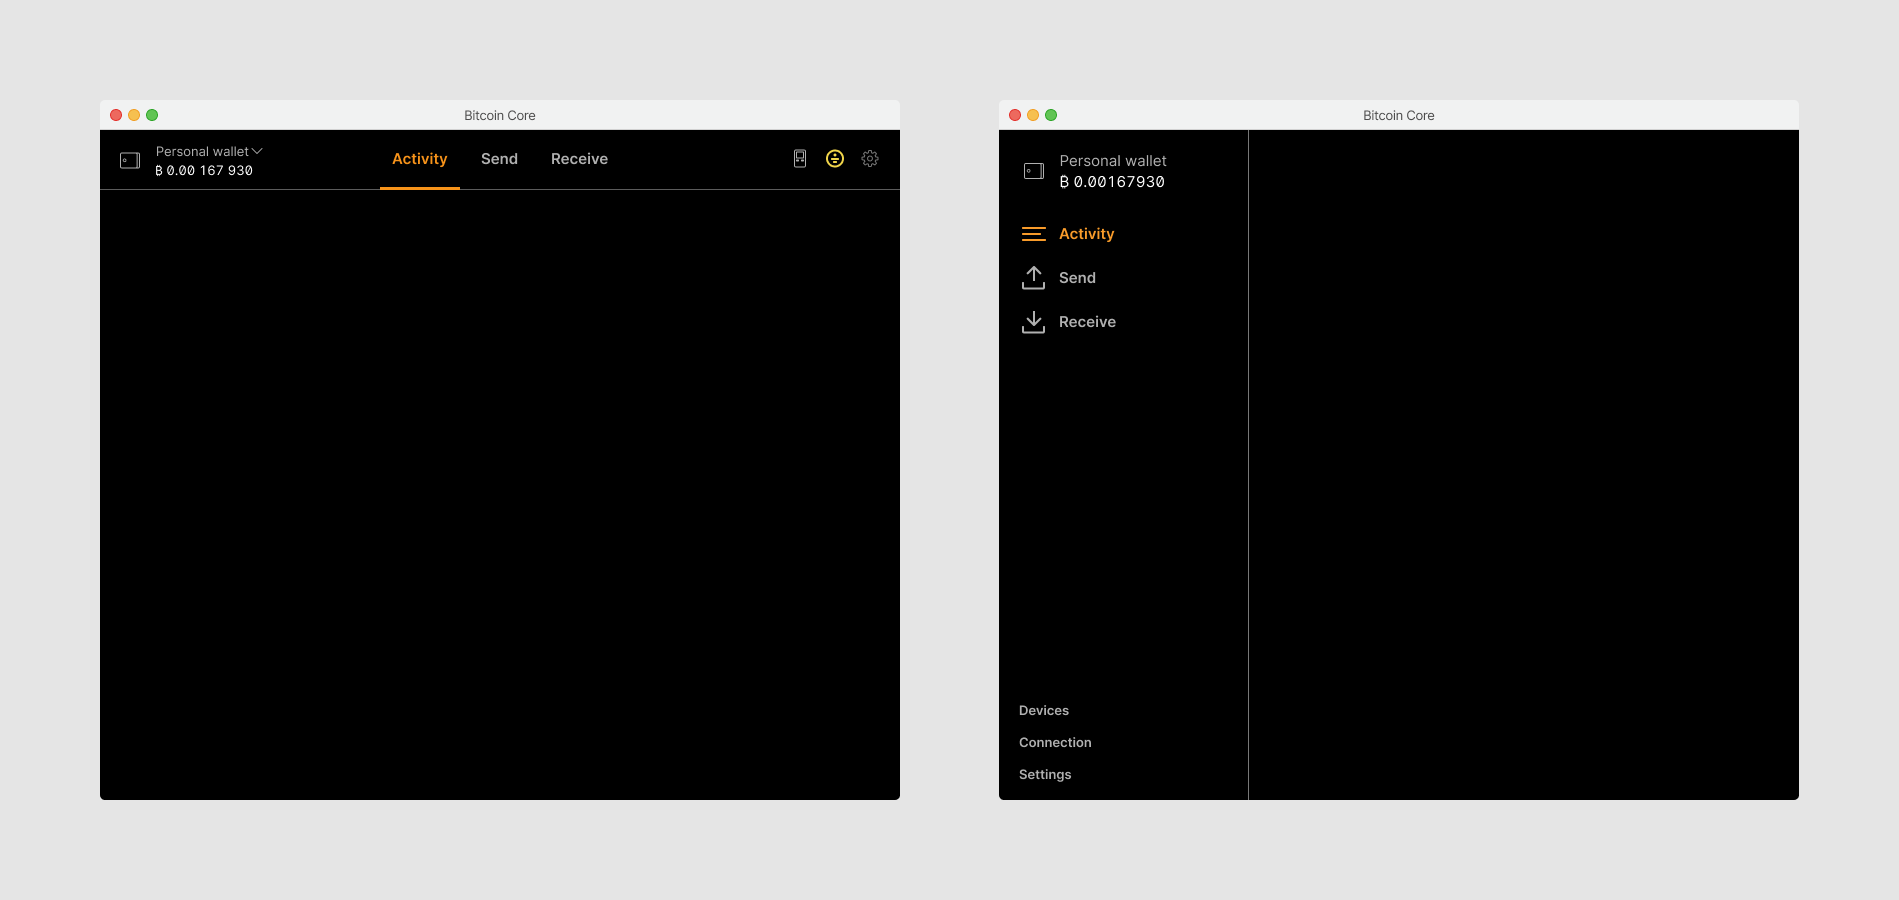 Bitcoin Core
Personal wallet
₿ 0.00 167 930
Activity
Send
Receive
Bitcoin Core
Personal wallet
₿ 0.00167930
Activity
Send
Receive
Devices
Connection
Settings